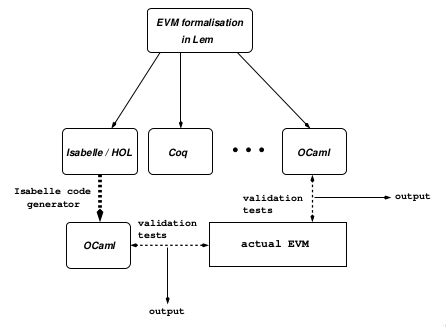 EVM formalisation
in Lem
Isabelle / HOL
Coq
OCaml
Isabelle code
generator
validation
tests
output
OCaml
validation
tests
actual EVM
output